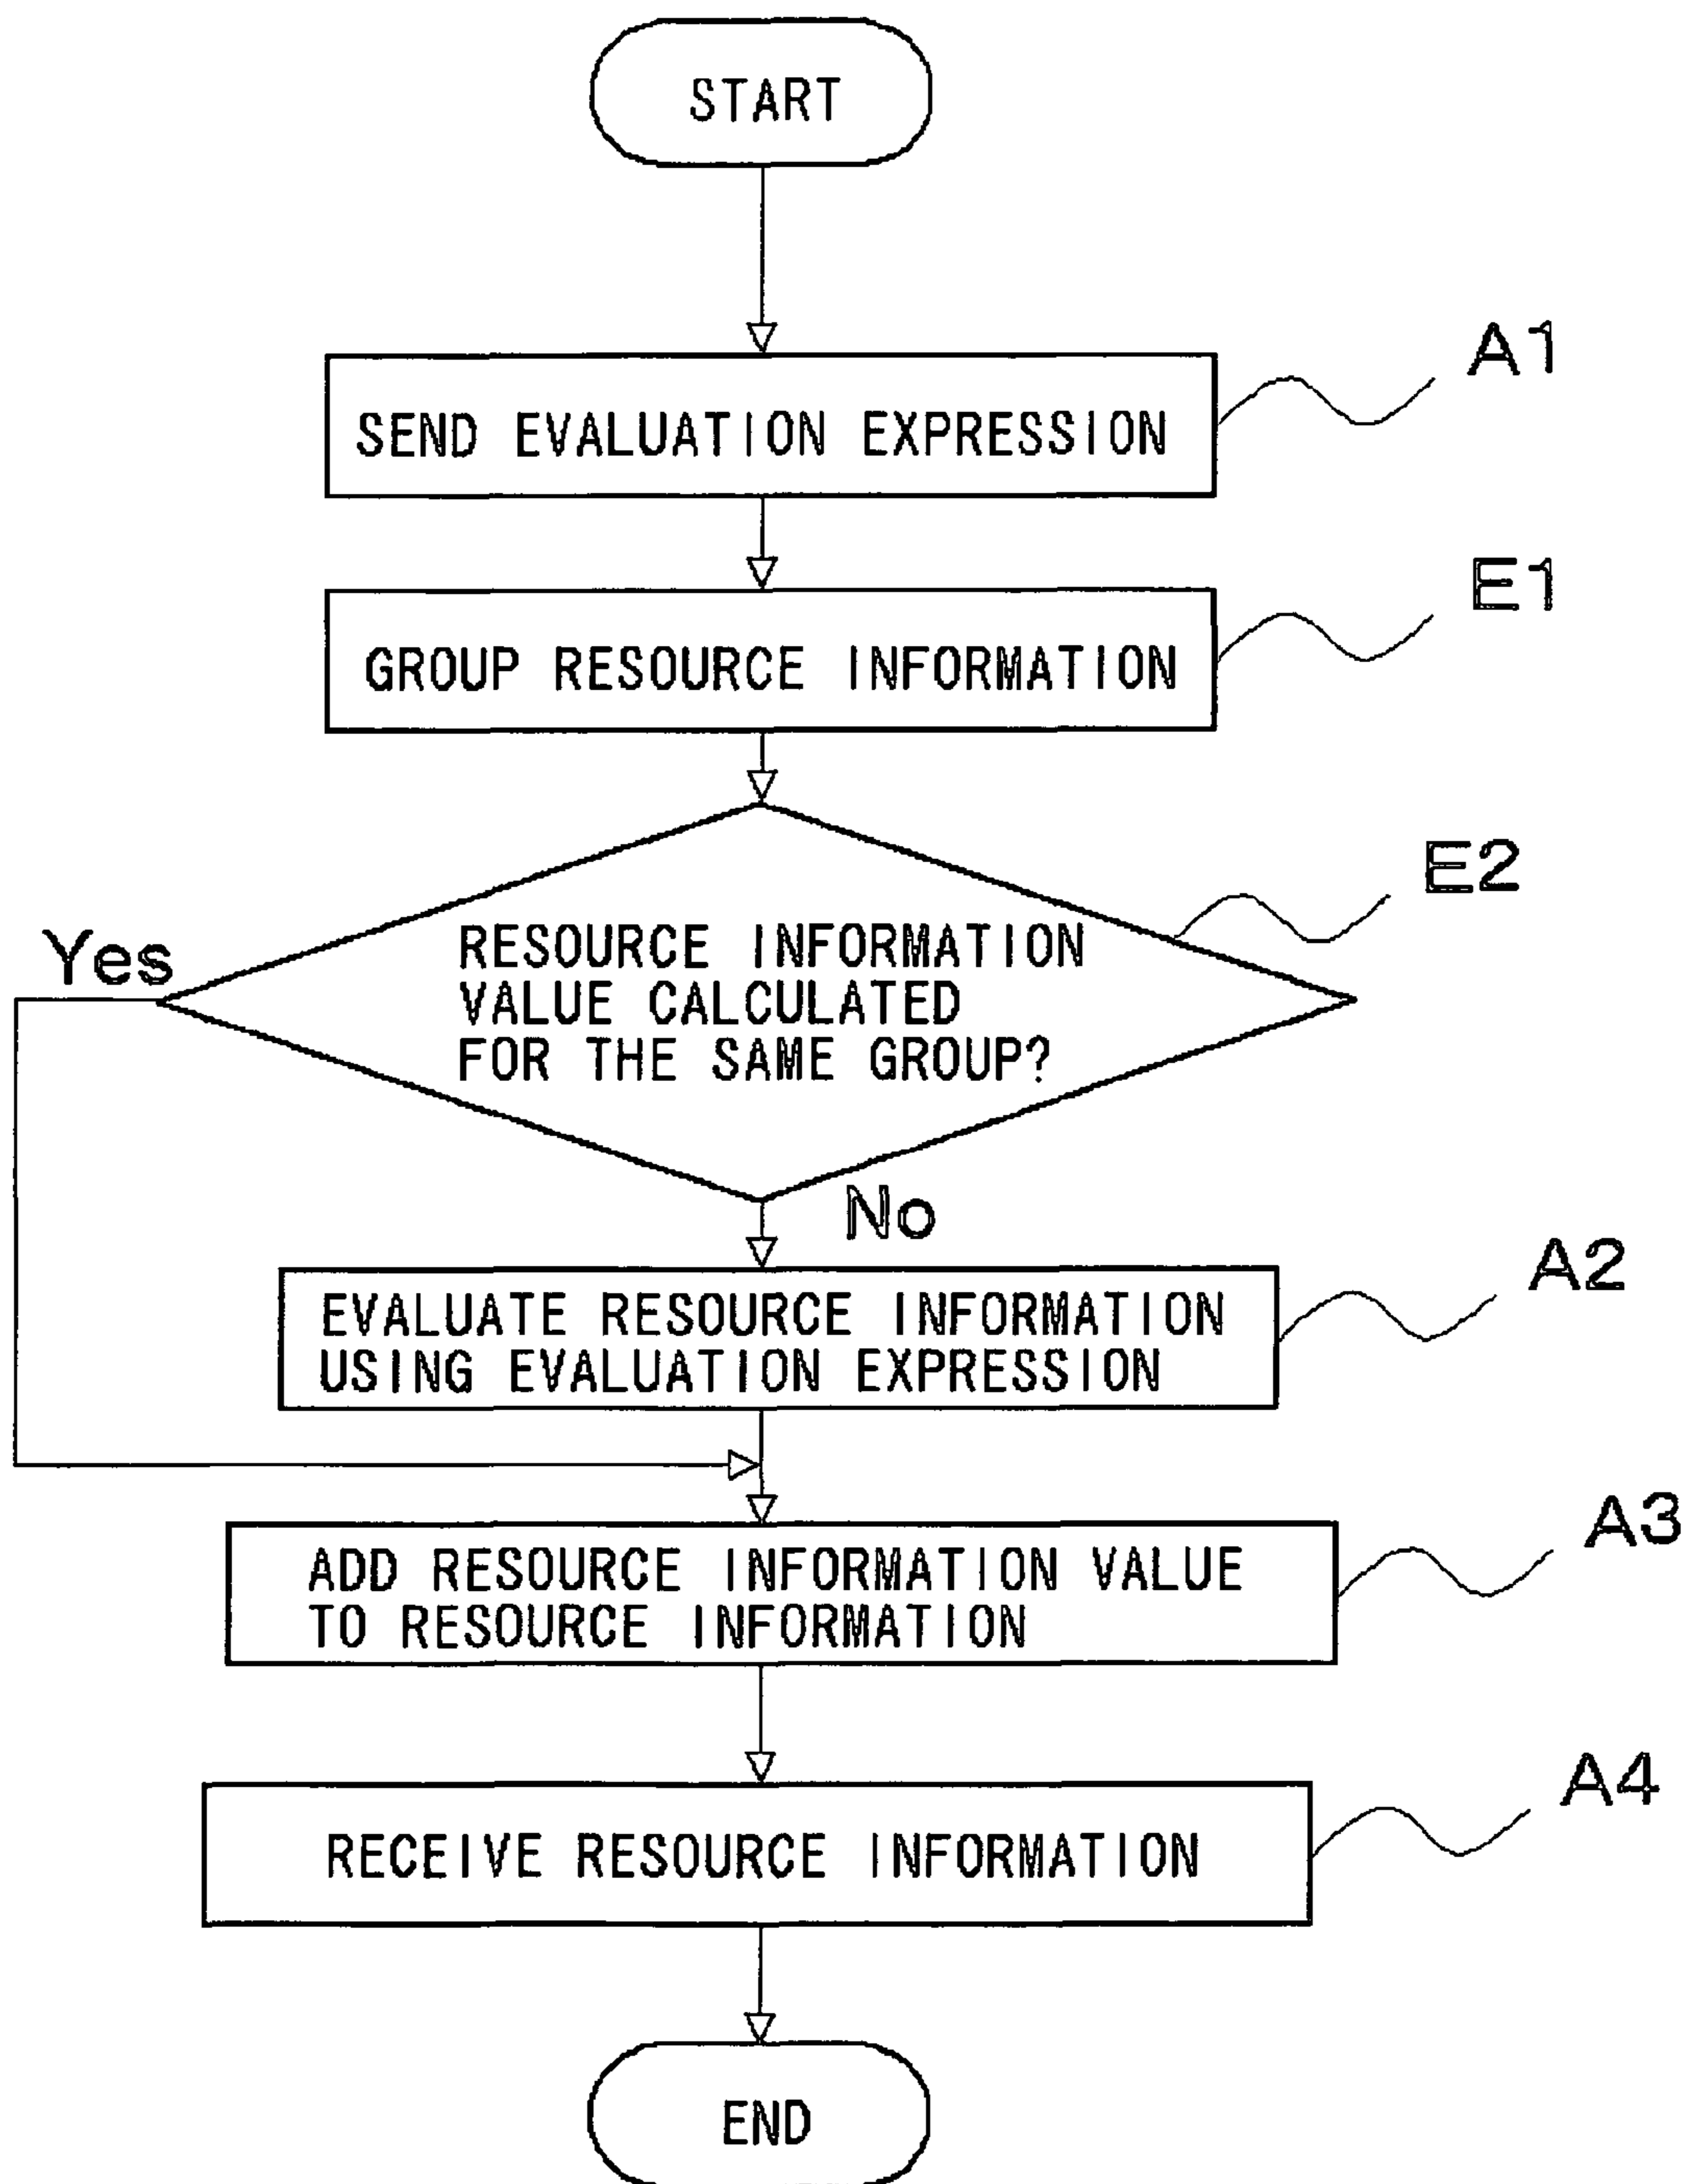 START
A1
SEND EVALUATION EXPRESSION
E1
GROUP RESOURCE INFORMATION
E2
Yes
RESOURCE INFORMATION
VALUE CALCULATED
FOR THE SAME GROUP?
No
A2
EVALUATE RESOURCE INFORMATION
USING EVALUATION EXPRESSION
A3
ADD RESOURCE INFORMATION VALUE
TO RESOURCE INFORMATION
A4
RECEIVE RESOURCE INFORMATION
END